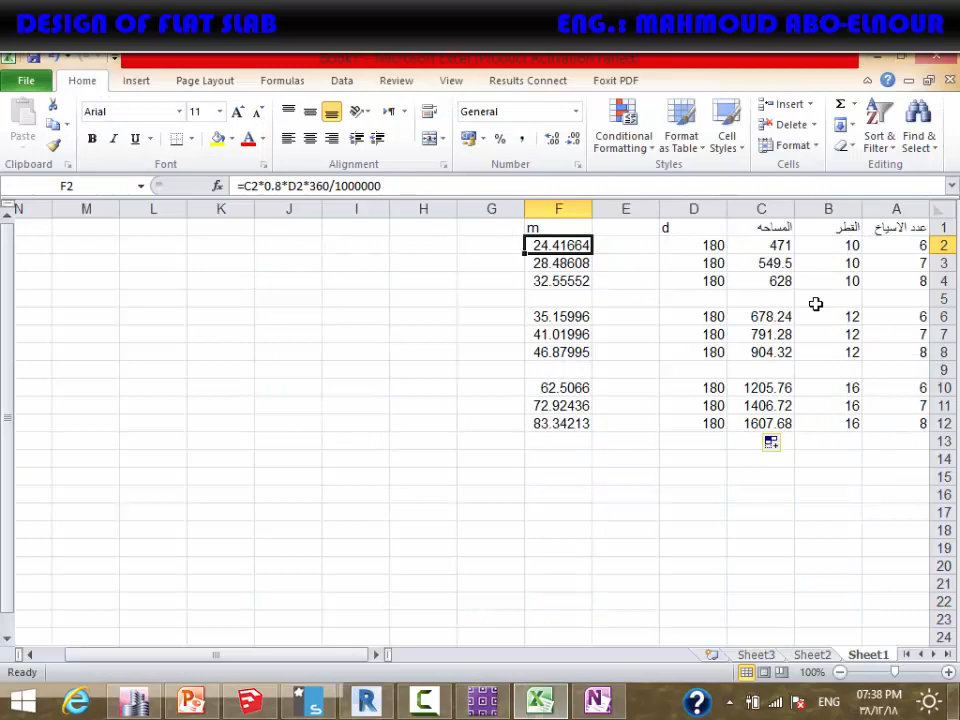 DESIGN OF FLAT SLAB
ENG.: MAHMOUD ABO-ELNOUR
File Home Insert Page Layout Formulas Data Review View Results Connect Foxit PDF
Arial 11 General
Paste
B I U
A
% ,
Conditional Formatting
Format as Table
Cell Styles
Insert
Delete
Format
Sort & Filter
Find & Select
Clipboard Font Alignment Number Styles Cells Editing
F2 fx =C2*0.8*D2*360/1000000
N M L K J I H G F E D C B A
m d المساحه القطر عدد الاسياخ 1
24.41664 180 471 10 6 2
28.48608 180 549.5 10 7 3
32.55552 180 628 10 8 4
5
35.15996 180 678.24 12 6 6
41.01996 180 791.28 12 7 7
46.87995 180 904.32 12 8 8
9
62.5066 180 1205.76 16 6 10
72.92436 180 1406.72 16 7 11
83.34213 180 1607.68 16 8 12
13
14
15
16
17
18
19
20
21
22
23
24
Sheet3 Sheet2 Sheet1
Ready 100%
ENG 07:38 PM
٣٨/١٢/١٨